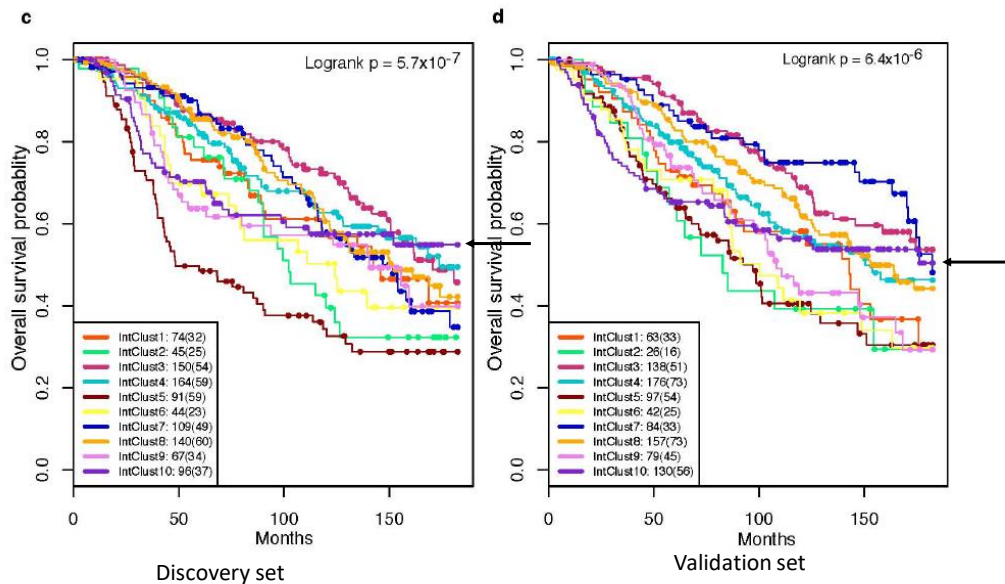 c
Logrank p = 5.7x10-7
Overall survival probablity
1.0
0.8
0.6
0.4
0.2
0.0
IntClust1: 74(32)
IntClust2: 45(25)
IntClust3: 150(54)
IntClust4: 164(59)
IntClust5: 91(59)
IntClust6: 44(23)
IntClust7: 109(49)
IntClust8: 140(60)
IntClust9: 67(34)
IntClust10: 96(37)
0 50 100 150
Months
Discovery set
d
Logrank p = 6.4x10-6
Overall survival probablity
1.0
0.8
0.6
0.4
0.2
0.0
IntClust1: 63(33)
IntClust2: 26(16)
IntClust3: 138(51)
IntClust4: 176(73)
IntClust5: 97(54)
IntClust6: 42(25)
IntClust7: 84(33)
IntClust8: 157(73)
IntClust9: 79(45)
IntClust10: 130(56)
0 50 100 150
Months
Validation set